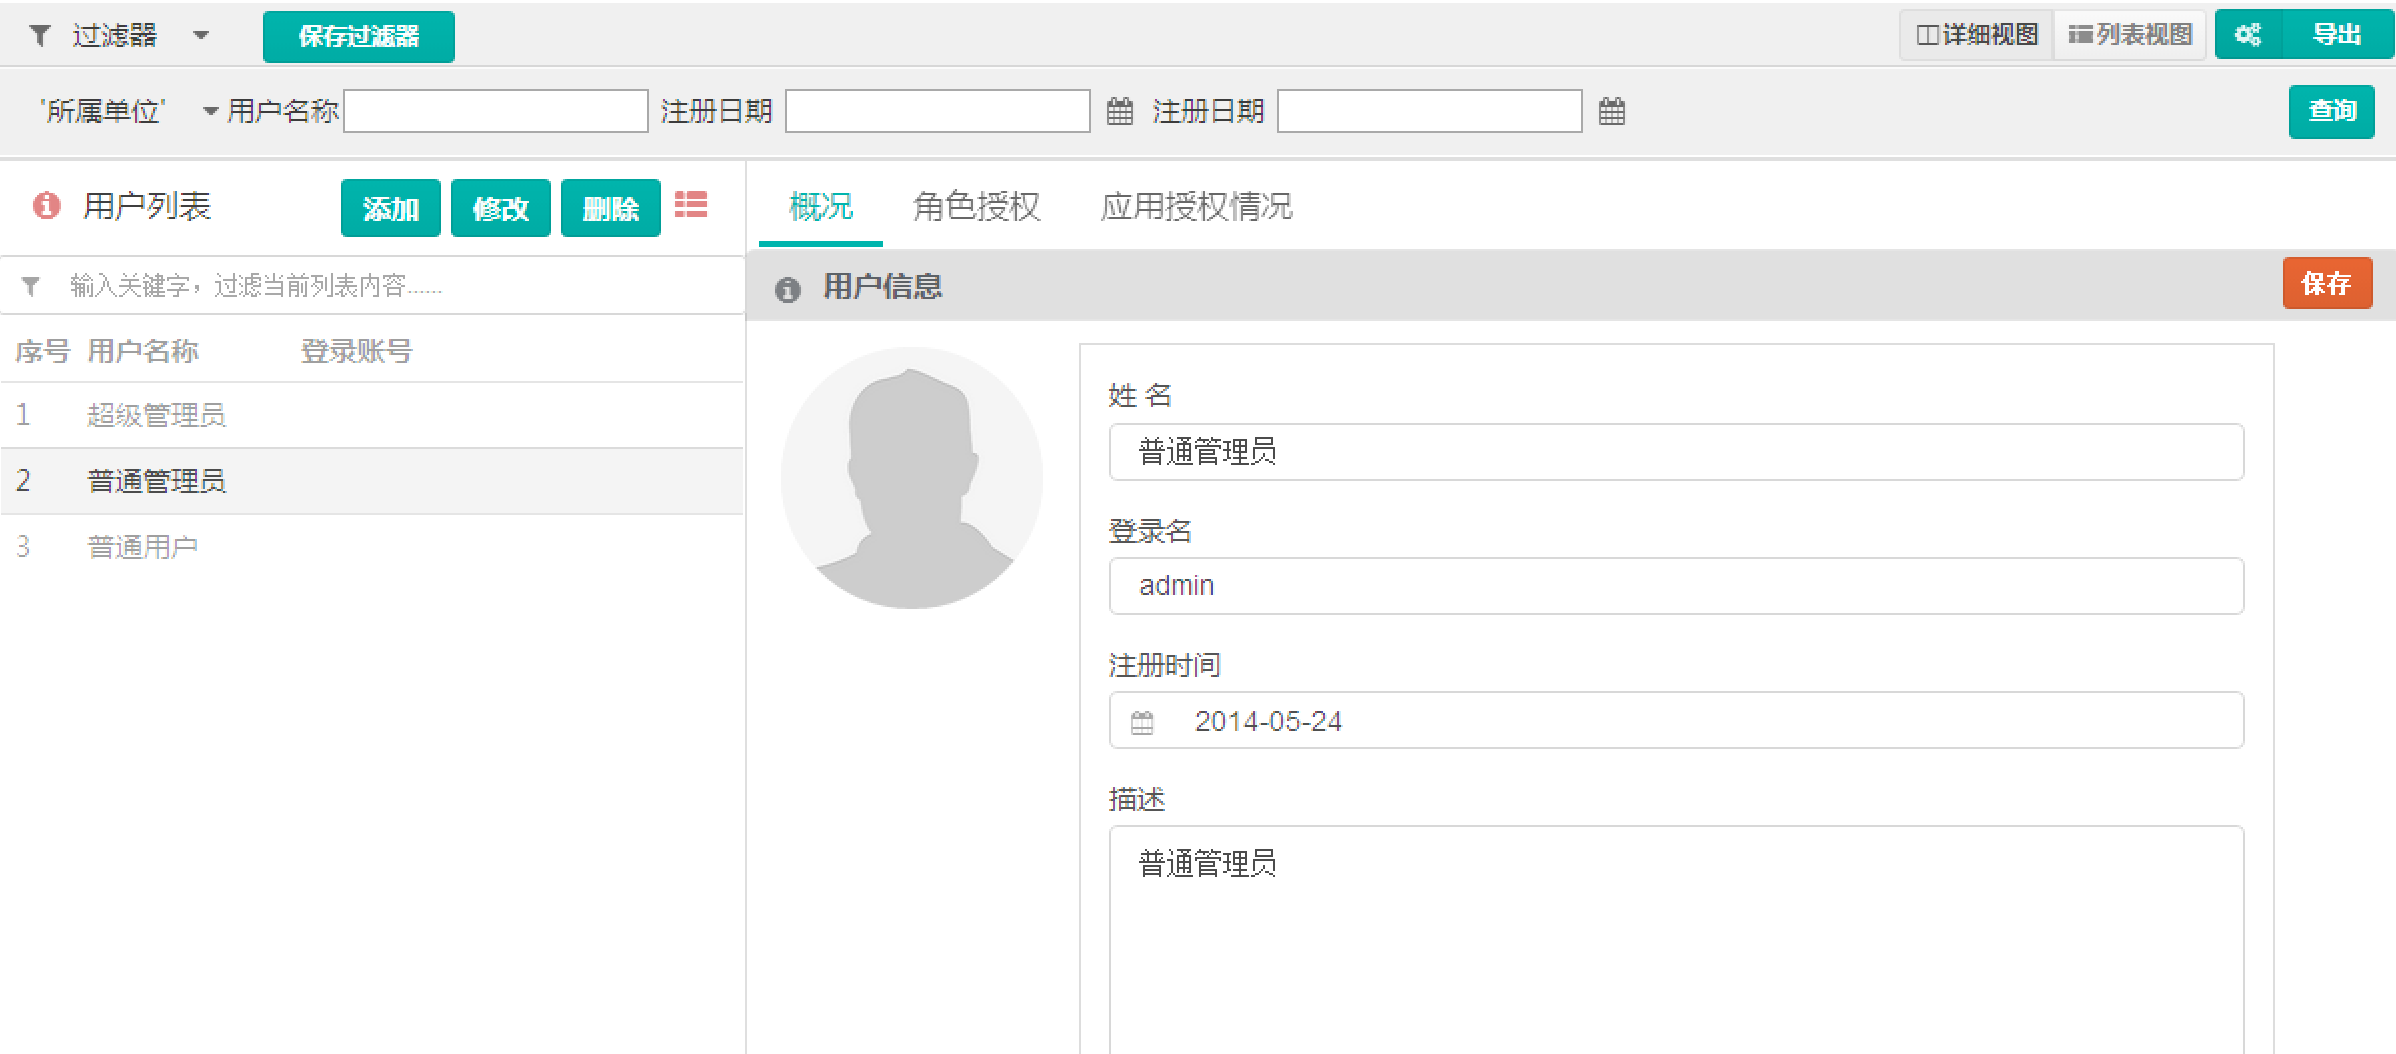 过滤器 保存过滤器 详细视图 列表视图 导出
'所属单位' 用户名称 注册日期 注册日期 查询
用户列表 添加 修改 删除
输入关键字，过滤当前列表内容......
序号 用户名称 登录账号
1 超级管理员
2 普通管理员
3 普通用户
概况 角色授权 应用授权情况
用户信息 保存
姓 名
普通管理员
登录名
admin
注册时间
2014-05-24
描述
普通管理员